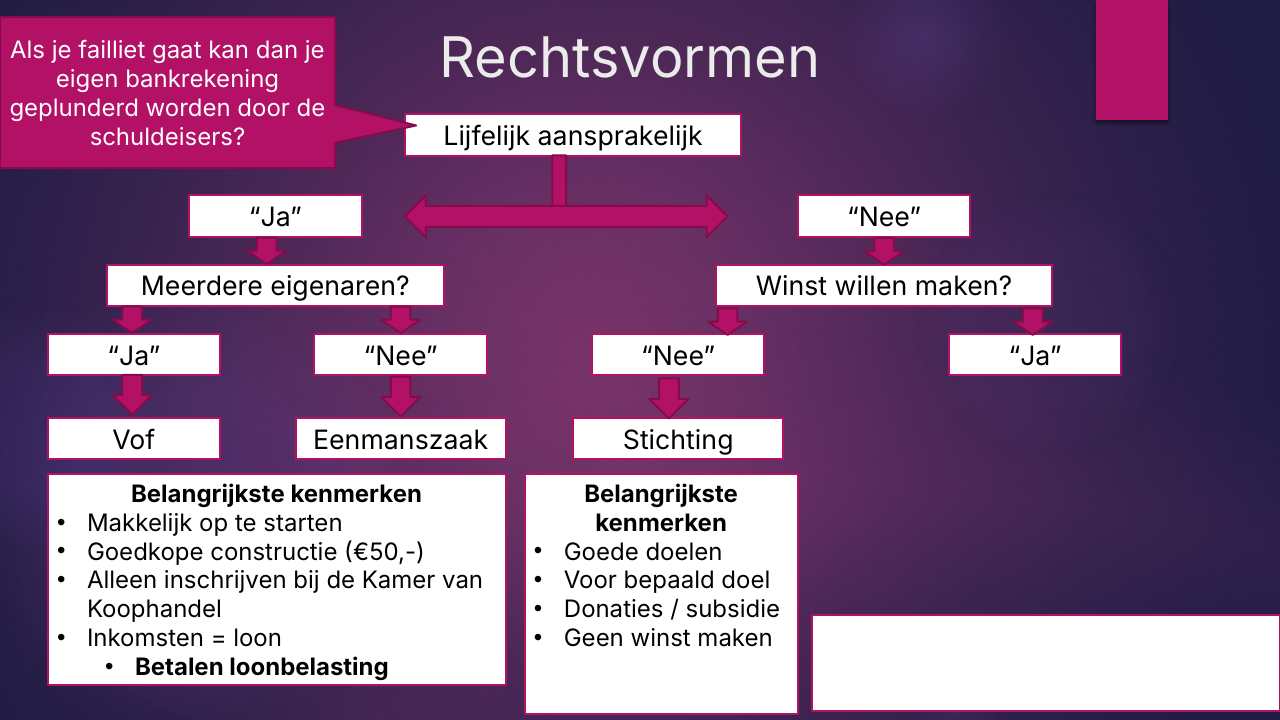 Als je failliet gaat kan dan je
eigen bankrekening
geplunderd worden door de
schuldeisers?
Rechtsvormen
Lijfelijk aansprakelijk
“Ja”
“Nee”
Meerdere eigenaren?
Winst willen maken?
“Ja”
“Nee”
“Nee”
“Ja”
Vof
Eenmanszaak
Stichting
Belangrijkste kenmerken
• Makkelijk op te starten
• Goedkope constructie (€50,-)
• Alleen inschrijven bij de Kamer van
Koophandel
• Inkomsten = loon
• Betalen loonbelasting
Belangrijkste
kenmerken
• Goede doelen
• Voor bepaald doel
• Donaties / subsidie
• Geen winst maken